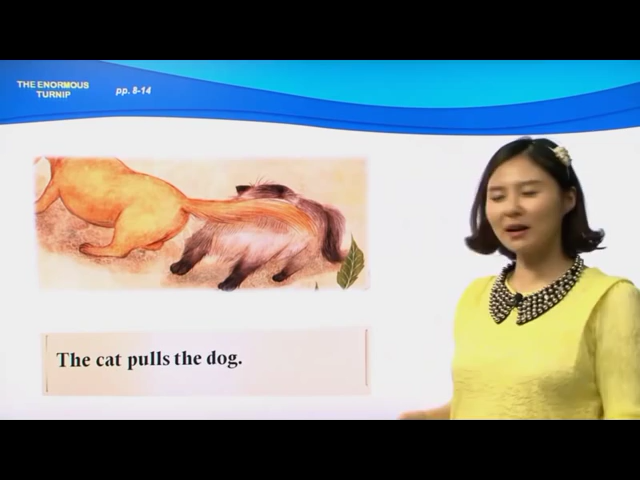 THE ENORMOUS
TURNIP
pp. 8-14
The cat pulls the dog.